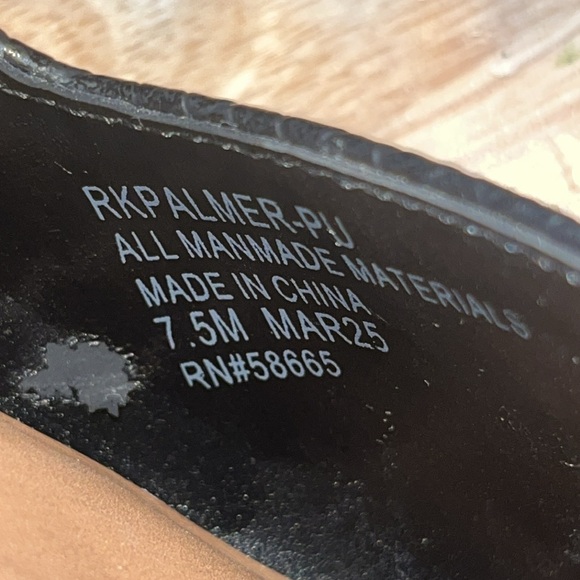 RKPALMER-PU
ALL MANMADE MATERIALS
MADE IN CHINA
7.5M MAR25
RN#58665